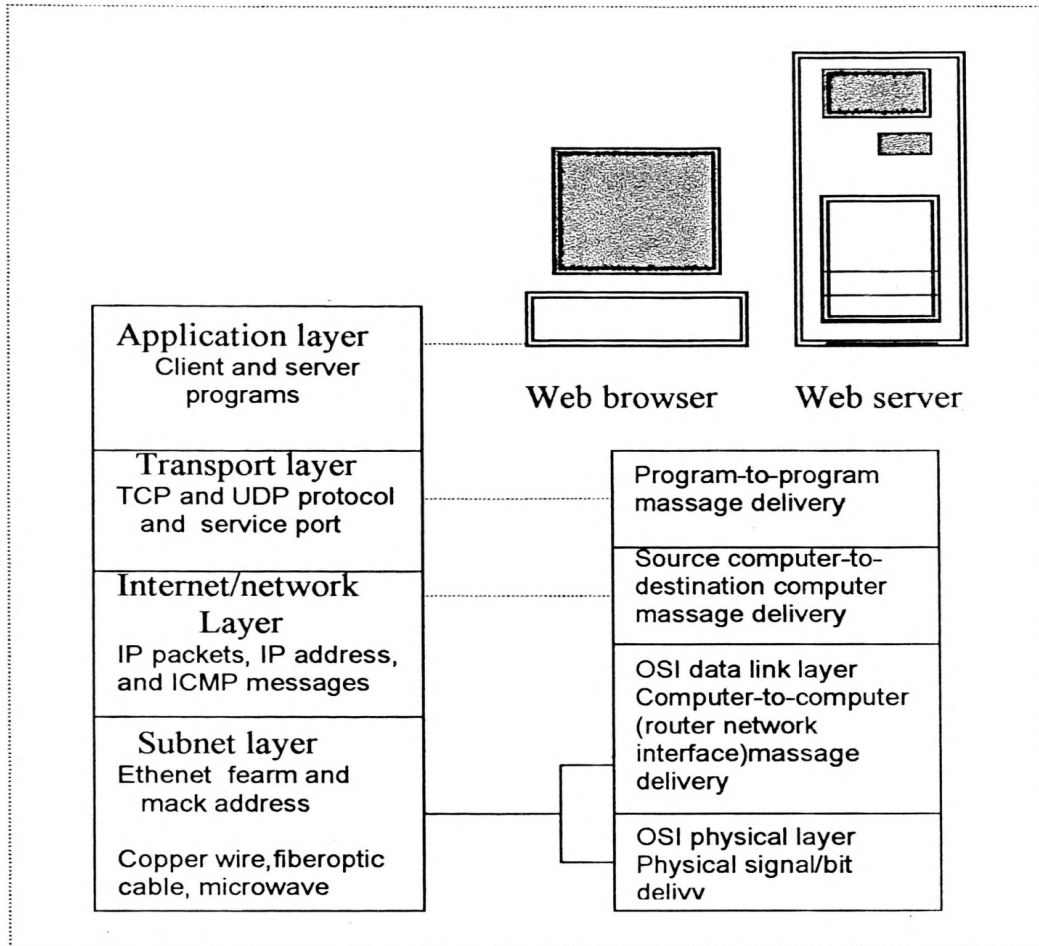 Application layer
Client and server
programs
Web browser
Web server
Transport layer
TCP and UDP protocol
and service port
Program-to-program
massage delivery
Internet/network
Layer
IP packets, IP address,
and ICMP messages
Source computer-to-
destination computer
massage delivery
Subnet layer
Ethenet fearm and
mack address
Copper wire,fiberoptic
cable, microwave
OSI data link layer
Computer-to-computer
(router network
interface)massage
delivery
OSI physical layer
Physical signal/bit
delivv